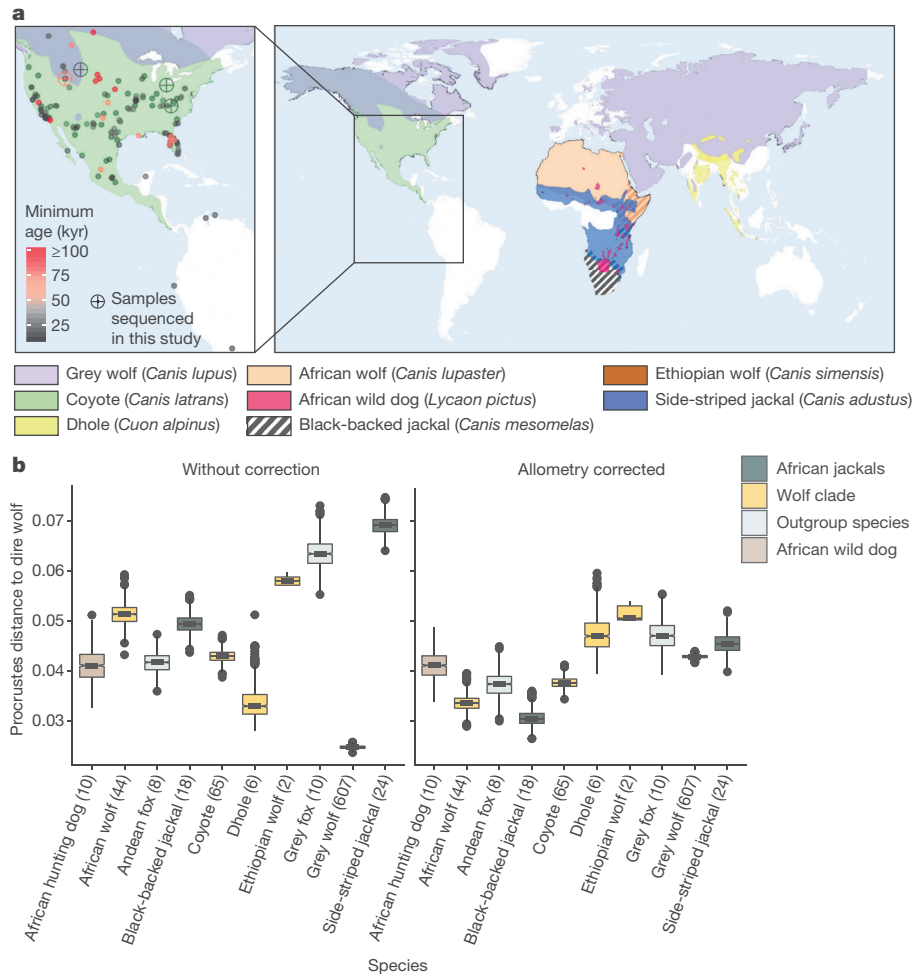 a
Minimum
age (kyr)
≥100
75
50
25
Samples
sequenced
in this study
Grey wolf (Canis lupus)
African wolf (Canis lupaster)
Ethiopian wolf (Canis simensis)
Coyote (Canis latrans)
African wild dog (Lycaon pictus)
Side-striped jackal (Canis adustus)
Dhole (Cuon alpinus)
Black-backed jackal (Canis mesomelas)
b
Without correction
Allometry corrected
African jackals
Wolf clade
Outgroup species
African wild dog
Procrustes distance to dire wolf
0.07
0.06
0.05
0.04
0.03
African hunting dog (10)
African wolf (44)
Andean fox (8)
Black-backed jackal (18)
Coyote (65)
Dhole (6)
Ethiopian wolf (2)
Grey fox (10)
Grey wolf (607)
Side-striped jackal (24)
African hunting dog (10)
African wolf (44)
Andean fox (8)
Black-backed jackal (18)
Coyote (65)
Dhole (6)
Ethiopian wolf (2)
Grey fox (10)
Grey wolf (607)
Side-striped jackal (24)
Species